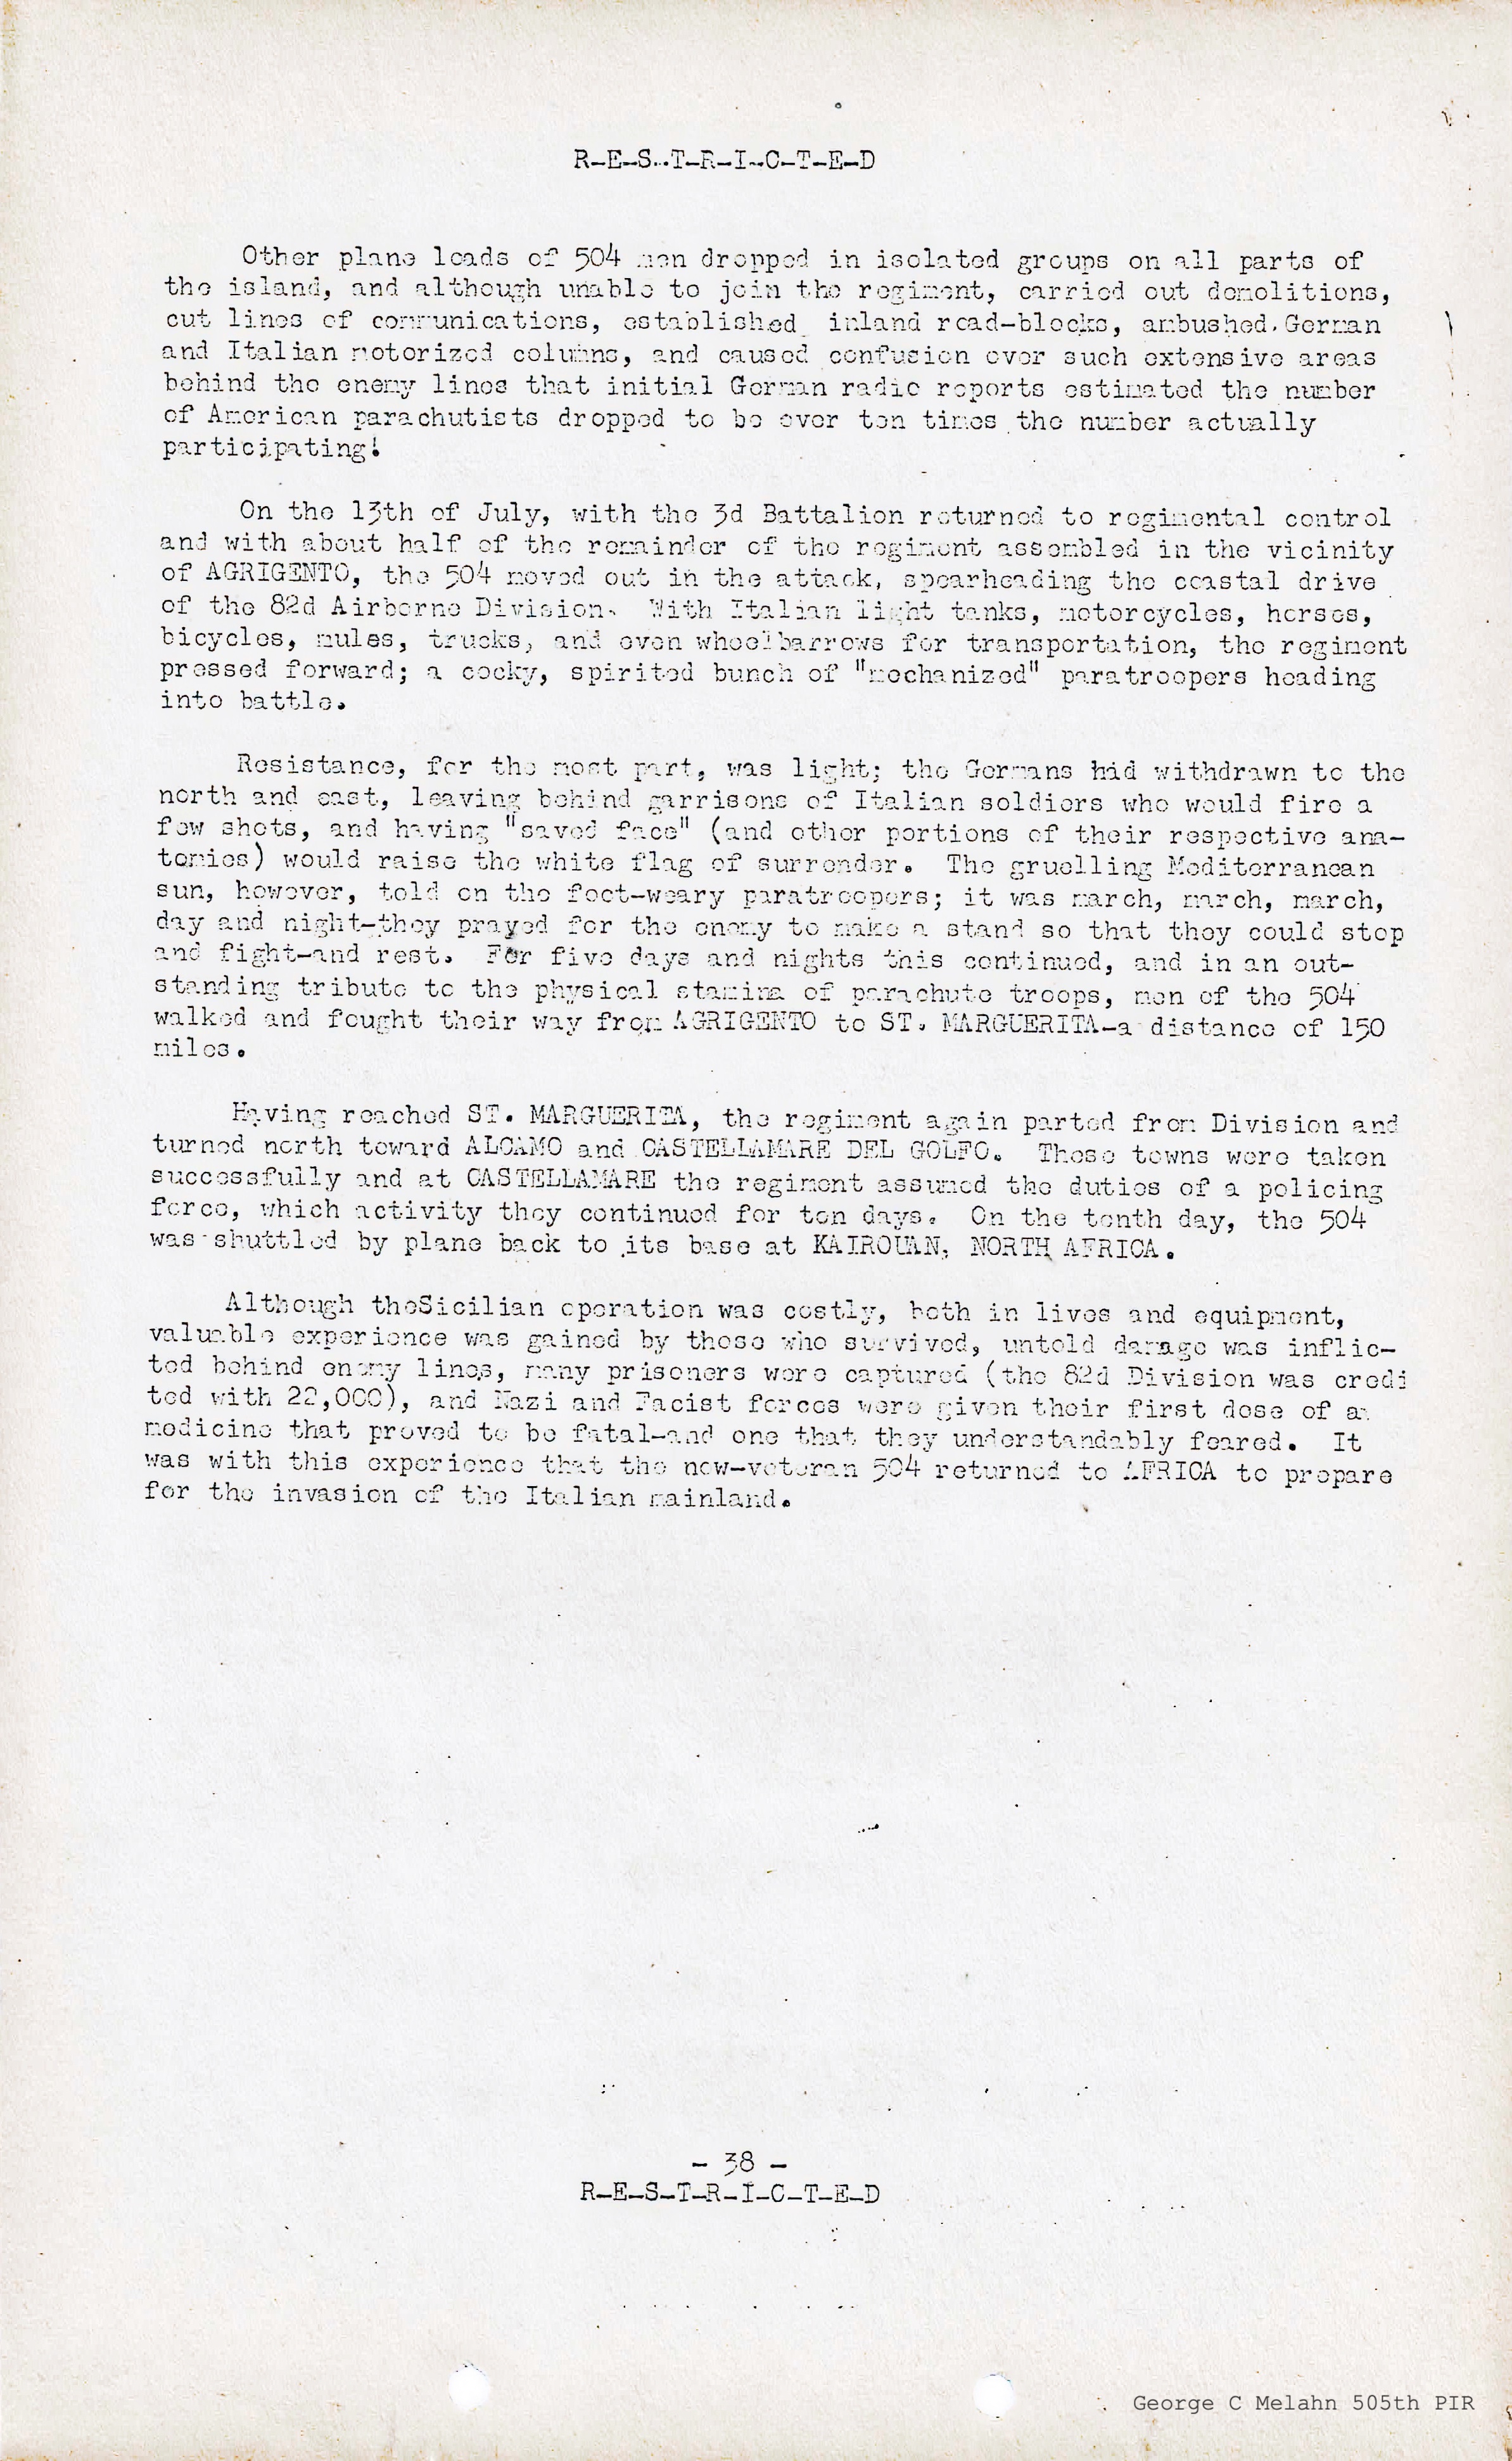 R-E-S-T-R-I-C-T-E-D
Other plane loads of 504 men dropped in isolated groups on all parts of
the island, and although unable to join the regiment, carried out demolitions,
cut lines of communications, established inland road-blocks, ambushed German
and Italian motorized columns, and caused confusion over such extensive areas
behind the enemy lines that initial German radio reports estimated the number
of American parachutists dropped to be over ten times the number actually
participating!
On the 13th of July, with the 3d Battalion returned to regimental control
and with about half of the remainder of the regiment assembled in the vicinity
of AGRIGENTO, the 504 moved out in the attack, spearheading the coastal drive
of the 82d Airborne Division. With Italian light tanks, motorcycles, horses,
bicycles, mules, trucks, and even wheelbarrows for transportation, the regiment
pressed forward; a cocky, spirited bunch of "mechanized" paratroopers heading
into battle.
Resistance, for the most part, was light; the Germans had withdrawn to the
north and east, leaving behind garrisons of Italian soldiers who would fire a
few shots, and having "saved face" (and other portions of their respective ana-
tomies) would raise the white flag of surrender. The gruelling Mediterranean
sun, however, told on the foot-weary paratroopers; it was march, march, march,
day and night-they prayed for the enemy to make a stand so that they could stop
and fight-and rest. For five days and nights this continued, and in an out-
standing tribute to the physical stamina of parachute troops, men of the 504
walked and fought their way from AGRIGENTO to ST. MARGUERITA-a distance of 150
miles.
Having reached ST. MARGUERITA, the regiment again parted from Division and
turned north toward ALCAMO and CASTELLAMARE DEL GOLFO. These towns were taken
successfully and at CASTELLAMARE the regiment assumed the duties of a policing
force, which activity they continued for ten days. On the tenth day, the 504
was shuttled by plane back to its base at KAIROUAN, NORTH AFRICA.
Although theSicilian operation was costly, both in lives and equipment,
valuable experience was gained by those who survived, untold damage was inflic-
ted behind enemy lines, many prisoners were captured (the 82d Division was credi
ted with 22,000), and Nazi and Facist forces were given their first dose of a
medicine that proved to be fatal-and one that they understandably feared. It
was with this experience that the now-veteran 504 returned to AFRICA to prepare
for the invasion of the Italian mainland.
- 38 -
R-E-S-T-R-I-C-T-E-D
George C Melahn 505th PIR